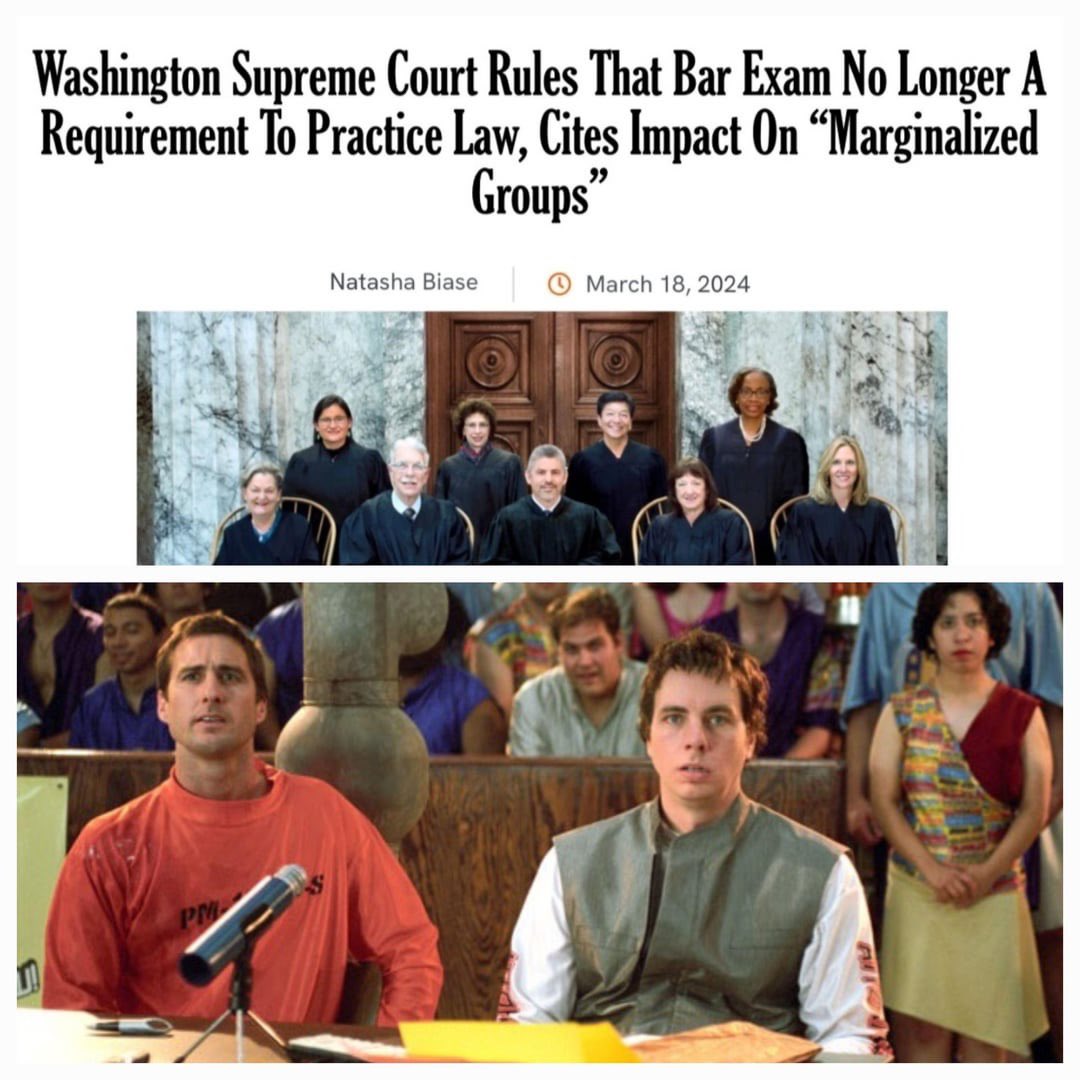 Washington Supreme Court Rules That Bar Exam No Longer A
Requirement To Practice Law, Cites Impact On “Marginalized
Groups”
Natasha Biase
March 18, 2024